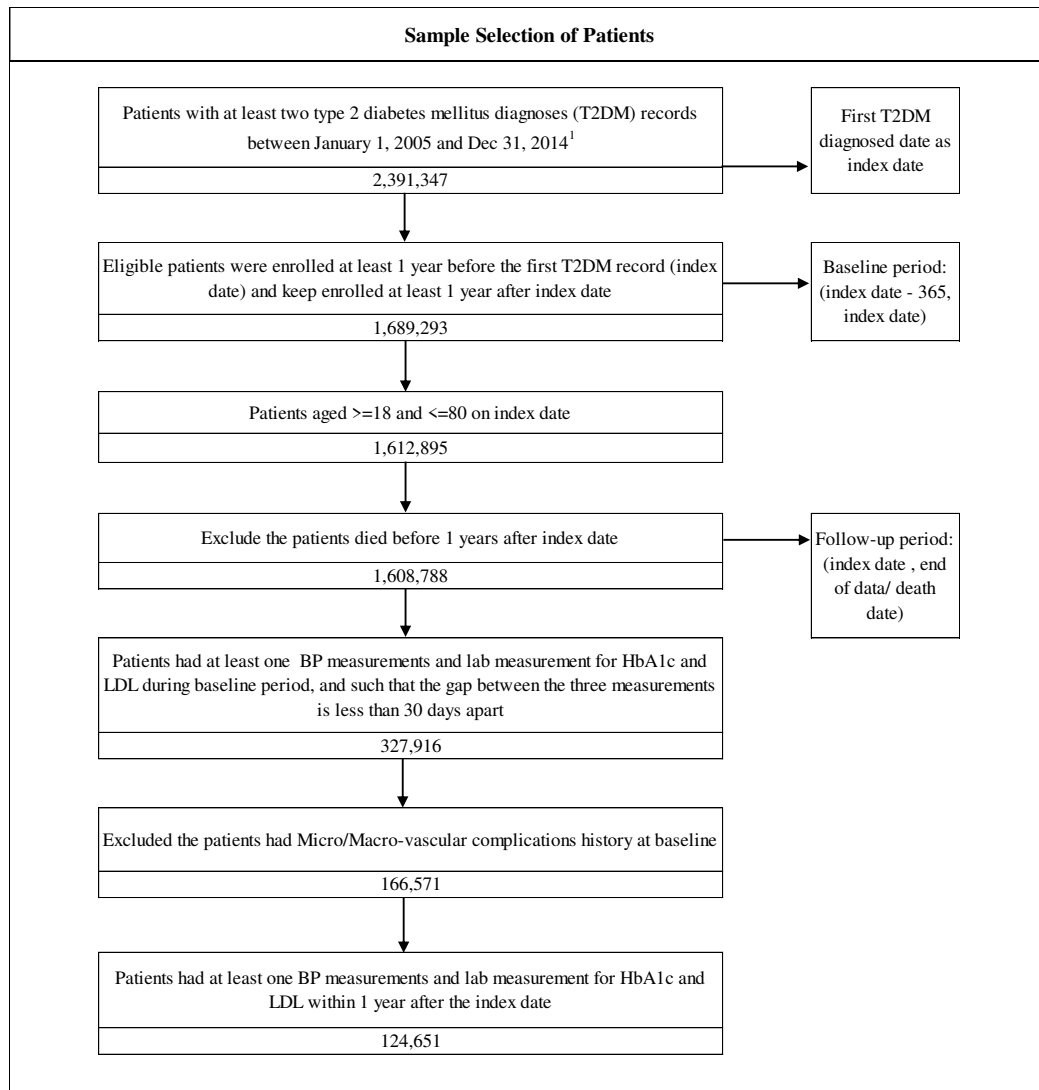 Sample Selection of Patients
Patients with at least two type 2 diabetes mellitus diagnoses (T2DM) records
between January 1, 2005 and Dec 31, 2014¹
2,391,347
First T2DM
diagnosed date as
index date
Eligible patients were enrolled at least 1 year before the first T2DM record (index
date) and keep enrolled at least 1 year after index date
1,689,293
Baseline period:
(index date - 365,
index date)
Patients aged >=18 and <=80 on index date
1,612,895
Exclude the patients died before 1 years after index date
1,608,788
Follow-up period:
(index date , end
of data/ death
date)
Patients had at least one BP measurements and lab measurement for HbA1c and
LDL during baseline period, and such that the gap between the three measurements
is less than 30 days apart
327,916
Excluded the patients had Micro/Macro-vascular complications history at baseline
166,571
Patients had at least one BP measurements and lab measurement for HbA1c and
LDL within 1 year after the index date
124,651